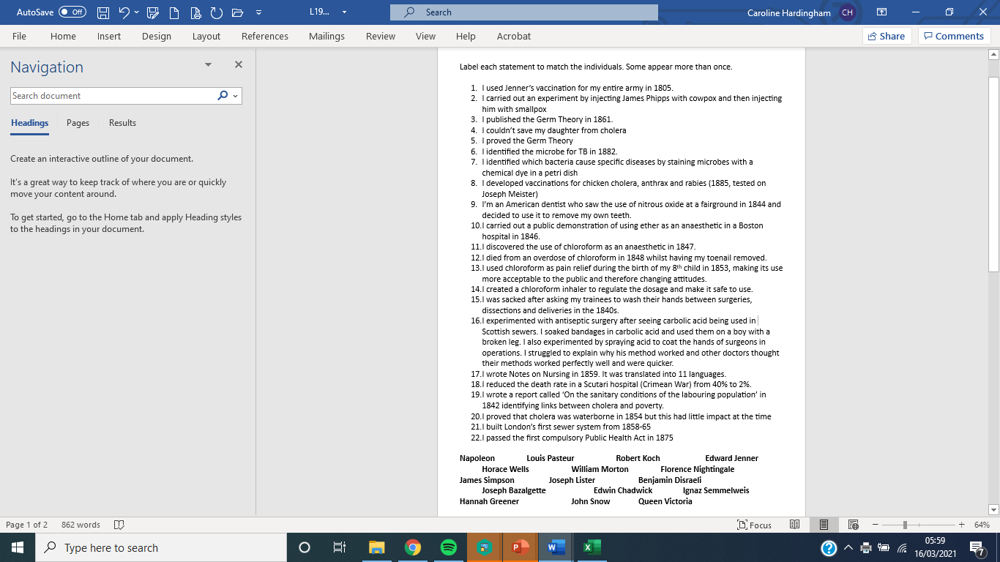 AutoSave Off L19... Search Caroline Hardingham CH
File Home Insert Design Layout References Mailings Review View Help Acrobat Share Comments
Navigation
Search document
Headings Pages Results
Create an interactive outline of your document.
It's a great way to keep track of where you are or quickly
move your content around.
To get started, go to the Home tab and apply Heading styles
to the headings in your document.
Label each statement to match the individuals. Some appear more than once.
1. I used Jenner's vaccination for my entire army in 1805.
2. I carried out an experiment by injecting James Phipps with cowpox and then injecting
him with smallpox
3. I published the Germ Theory in 1861.
4. I couldn't save my daughter from cholera
5. I proved the Germ Theory
6. I identified the microbe for TB in 1882.
7. I identified which bacteria cause specific diseases by staining microbes with a
chemical dye in a petri dish
8. I developed vaccinations for chicken cholera, anthrax and rabies (1885, tested on
Joseph Meister)
9. I'm an American dentist who saw the use of nitrous oxide at a fairground in 1844 and
decided to use it to remove my own teeth.
10. I carried out a public demonstration of using ether as an anaesthetic in a Boston
hospital in 1846.
11. I discovered the use of chloroform as an anaesthetic in 1847.
12. I died from an overdose of chloroform in 1848 whilst having my toenail removed.
13. I used chloroform as pain relief during the birth of my 8th child in 1853, making its use
more acceptable to the public and therefore changing attitudes.
14. I created a chloroform inhaler to regulate the dosage and make it safe to use.
15. I was sacked after asking my trainees to wash their hands between surgeries,
dissections and deliveries in the 1840s.
16. I experimented with antiseptic surgery after seeing carbolic acid being used in
Scottish sewers. I soaked bandages in carbolic acid and used them on a boy with a
broken leg. I also experimented by spraying acid to coat the hands of surgeons in
operations. I struggled to explain why his method worked and other doctors thought
their methods worked perfectly well and were quicker.
17. I wrote Notes on Nursing in 1859. It was translated into 11 languages.
18. I reduced the death rate in a Scutari hospital (Crimean War) from 40% to 2%.
19. I wrote a report called 'On the sanitary conditions of the labouring population' in
1842 identifying links between cholera and poverty.
20. I proved that cholera was waterborne in 1854 but this had little impact at the time
21. I built London's first sewer system from 1858-65
22. I passed the first compulsory Public Health Act in 1875
Napoleon Louis Pasteur Robert Koch Edward Jenner
Horace Wells William Morton Florence Nightingale
James Simpson Joseph Lister Benjamin Disraeli
Joseph Bazalgette Edwin Chadwick Ignaz Semmelweis
Hannah Greener John Snow Queen Victoria
Page 1 of 2 862 words Focus 64%
Type here to search
05:59
16/03/2021
7